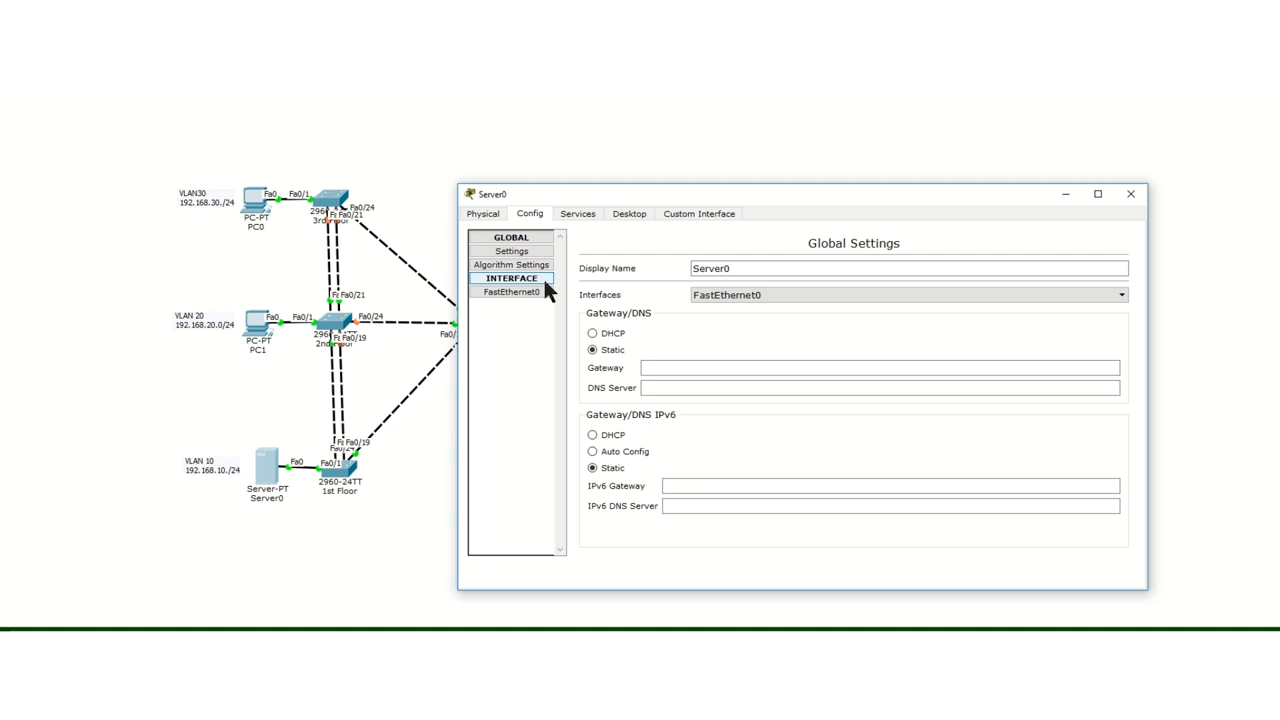 VLAN30
192.168.30./24
Fa0
Fa0/1
PC-PT
PC0
Fa0/24
Fa0/21
3rd Floor
Fa0/21
VLAN 20
192.168.20.0/24
Fa0
Fa0/1
Fa0/24
PC-PT
PC1
Fa0/19
Fa0/
Fa0/19
VLAN 10
192.168.10./24
Fa0
Fa0/1
Server-PT
Server0
2960-24TT
1st Floor
Server0
Physical
Config
Services
Desktop
Custom Interface
GLOBAL
Settings
Algorithm Settings
INTERFACE
FastEthernet0
Global Settings
Display Name
Server0
Interfaces
FastEthernet0
Gateway/DNS
DHCP
Static
Gateway
DNS Server
Gateway/DNS IPv6
DHCP
Auto Config
Static
IPv6 Gateway
IPv6 DNS Server